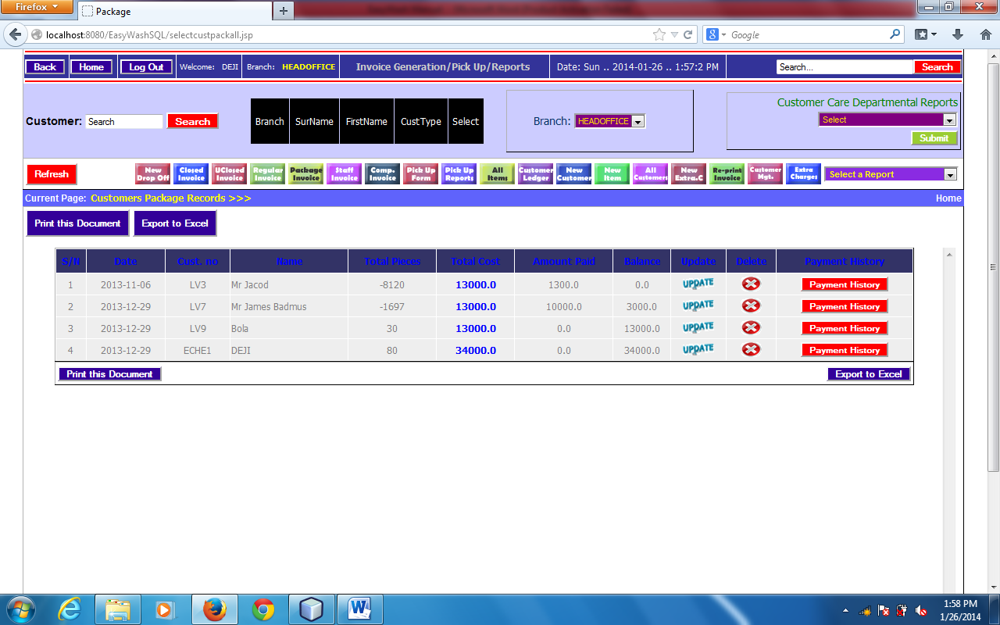 Firefox
Package
localhost:8080/EasyWashSQL/selectcustpackall.jsp
Google
Back Home Log Out Welcome: DEJI Branch: HEADOFFICE Invoice Generation/Pick Up/Reports Date: Sun .. 2014-01-26 .. 1:57:2 PM Search... Search
Customer Care Departmental Reports
Customer: Search Search Branch SurName FirstName CustType Select Branch: HEADOFFICE Select
Submit
Refresh New Drop Off Closed Invoice UClosed Invoice Regular Invoice Package Invoice Staff Invoice Comp. Invoice Pick Up Form Pick Up Reports All Items Customer Ledger New Customer New Item All Customers New Extra.C Re-print Invoice Customer Mgt. Extra Charges Select a Report
Current Page: Customers Package Records >>> Home
Print this Document Export to Excel
S/N Date Cust. no Name Total Pieces Total Cost Amount Paid Balance Update Delete Payment History
1 2013-11-06 LV3 Mr Jacod -8120 13000.0 1300.0 0.0 UPDATE Payment History
2 2013-12-29 LV7 Mr James Badmus -1697 13000.0 10000.0 3000.0 UPDATE Payment History
3 2013-12-29 LV9 Bola 30 13000.0 0.0 13000.0 UPDATE Payment History
4 2013-12-29 ECHE1 DEJI 80 34000.0 0.0 34000.0 UPDATE Payment History
Print this Document Export to Excel
1:58 PM
1/26/2014